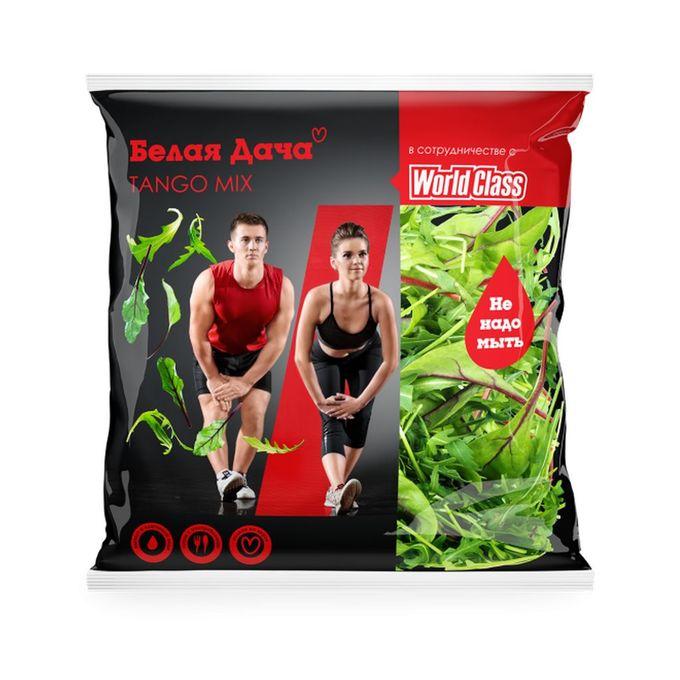 Белая Дача
TANGO MIX
в сотрудничестве с
World Class
Не
надо
мыть